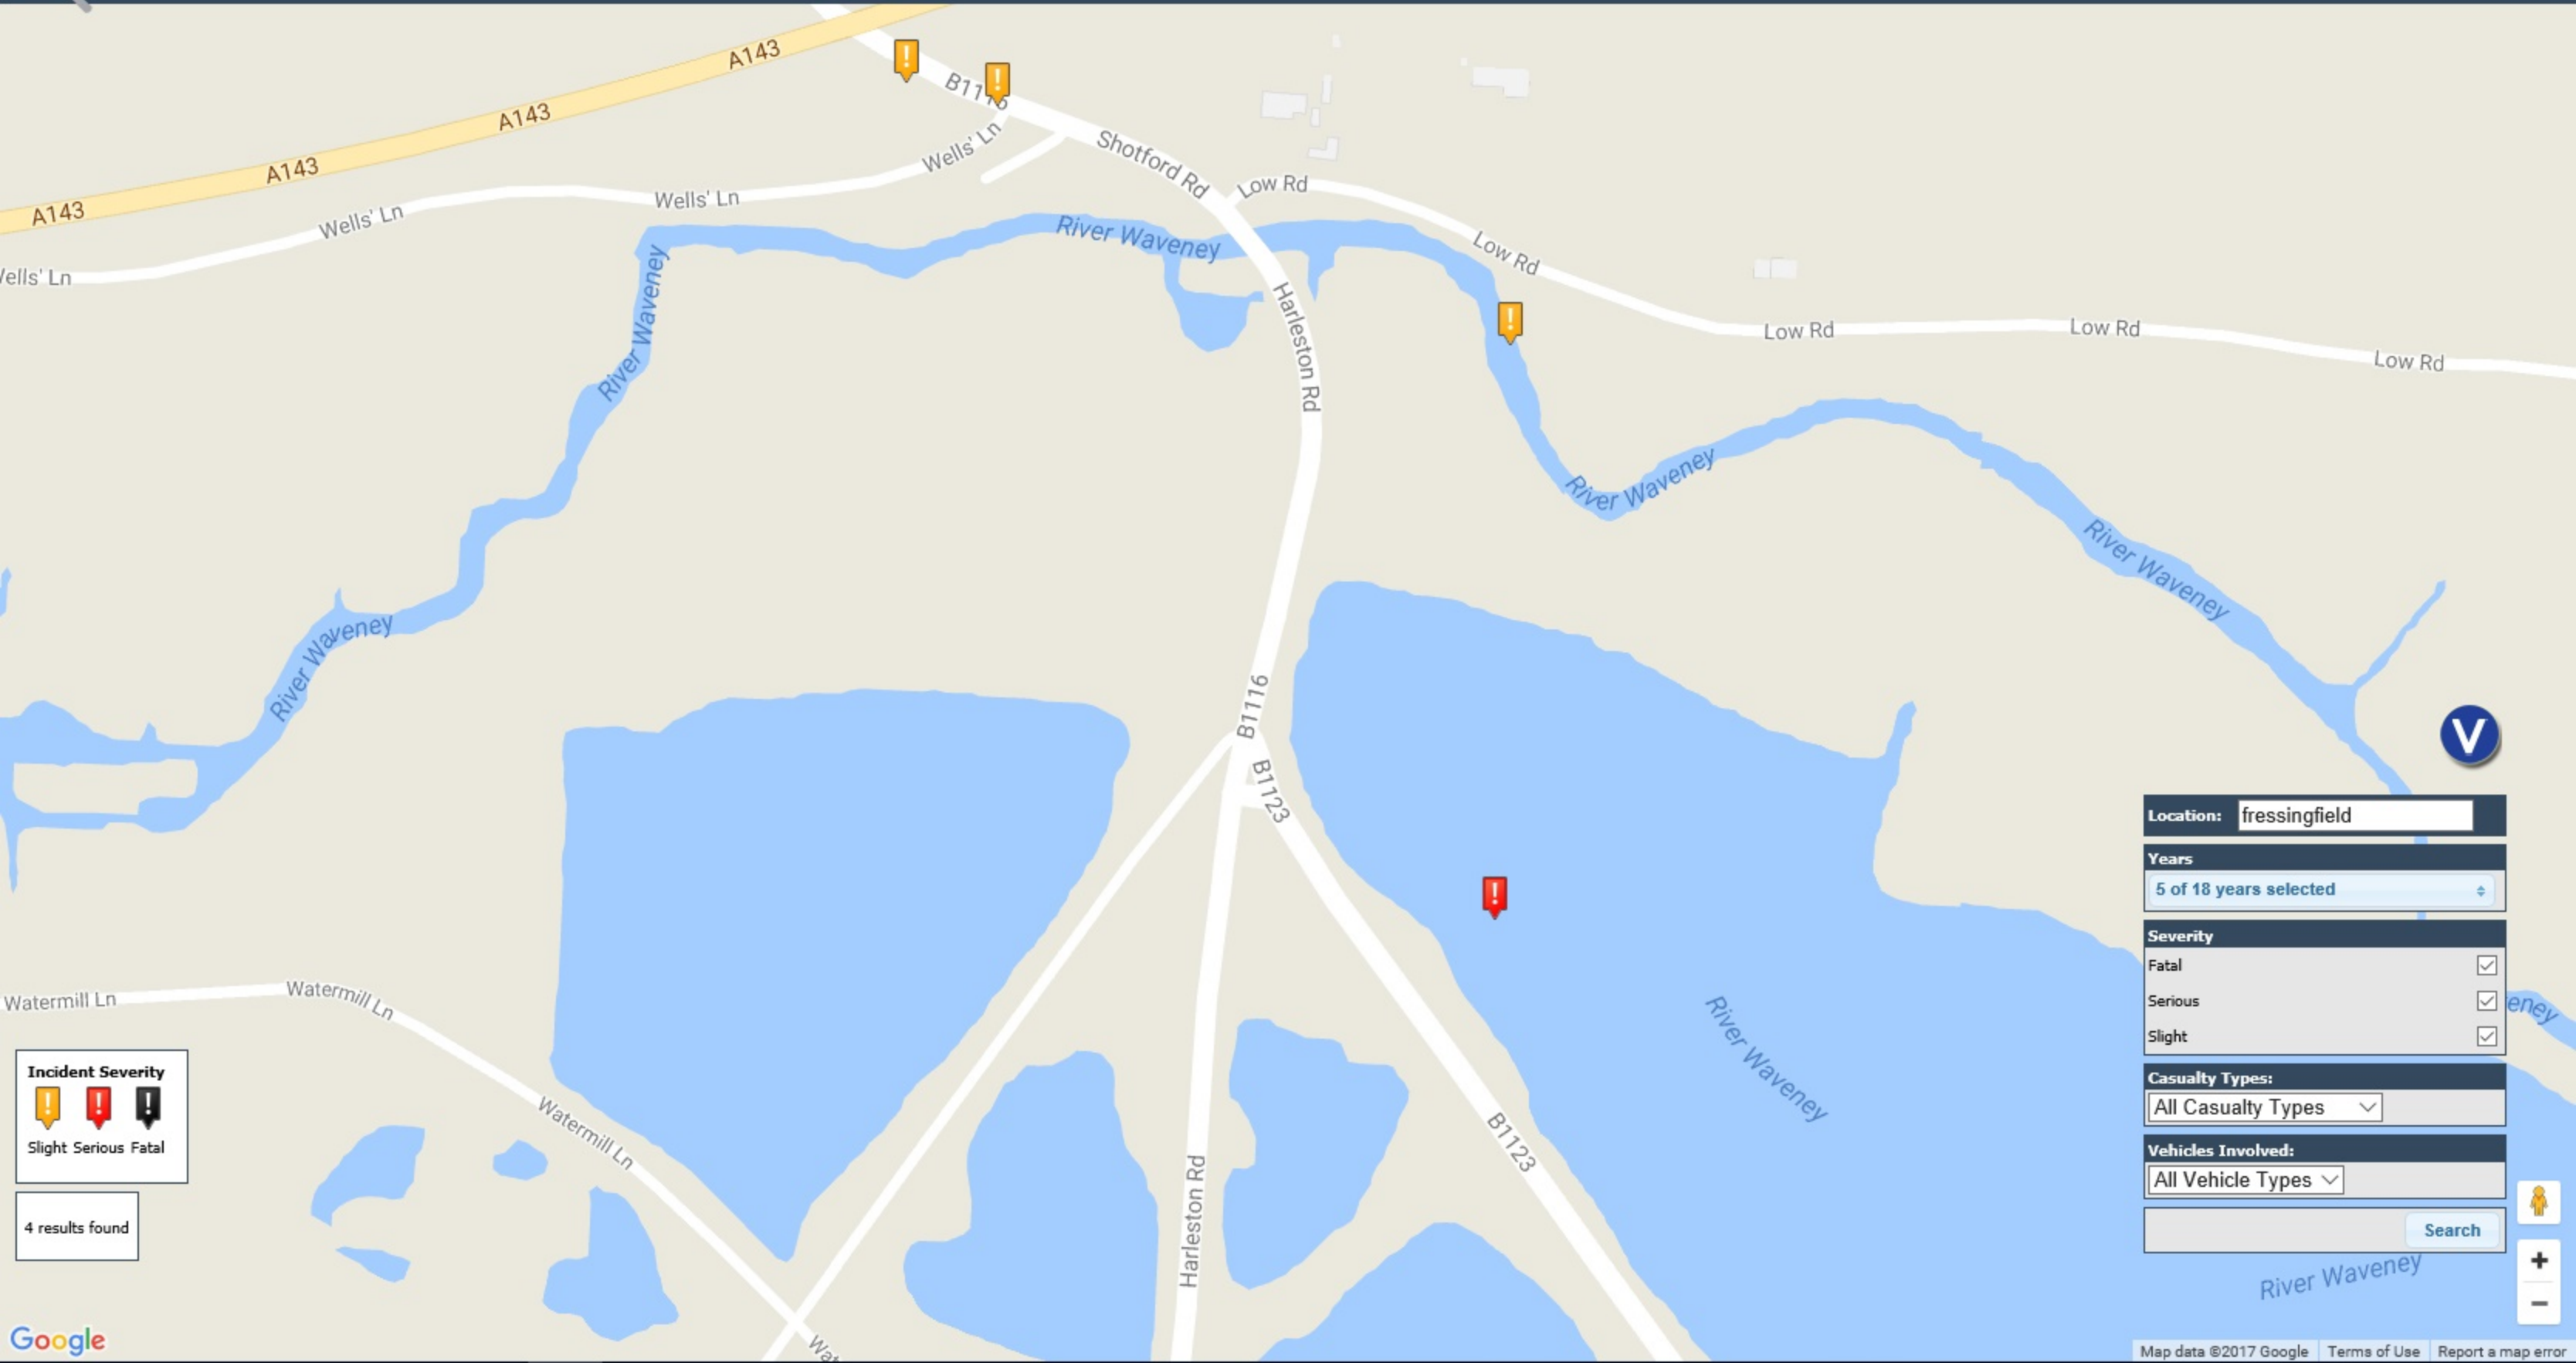 A143
A143
A143
A143
B1116
Wells' Ln
Wells' Ln
Wells' Ln
Shotford Rd
Low Rd
Low Rd
Low Rd
Low Rd
Low Rd
River Waveney
River Waveney
Harleston Rd
River Waveney
River Waveney
River Waveney
B1116
B1123
Location: fressingfield
Years
5 of 18 years selected
Severity
Fatal
Serious
Slight
Casualty Types:
All Casualty Types
Vehicles Involved:
All Vehicle Types
Search
Watermill Ln
Watermill Ln
Watermill Ln
River Waveney
B1123
Harleston Rd
River Waveney
Incident Severity
Slight Serious Fatal
4 results found
V
+
−
Google
Map data ©2017 Google
Terms of Use
Report a map error